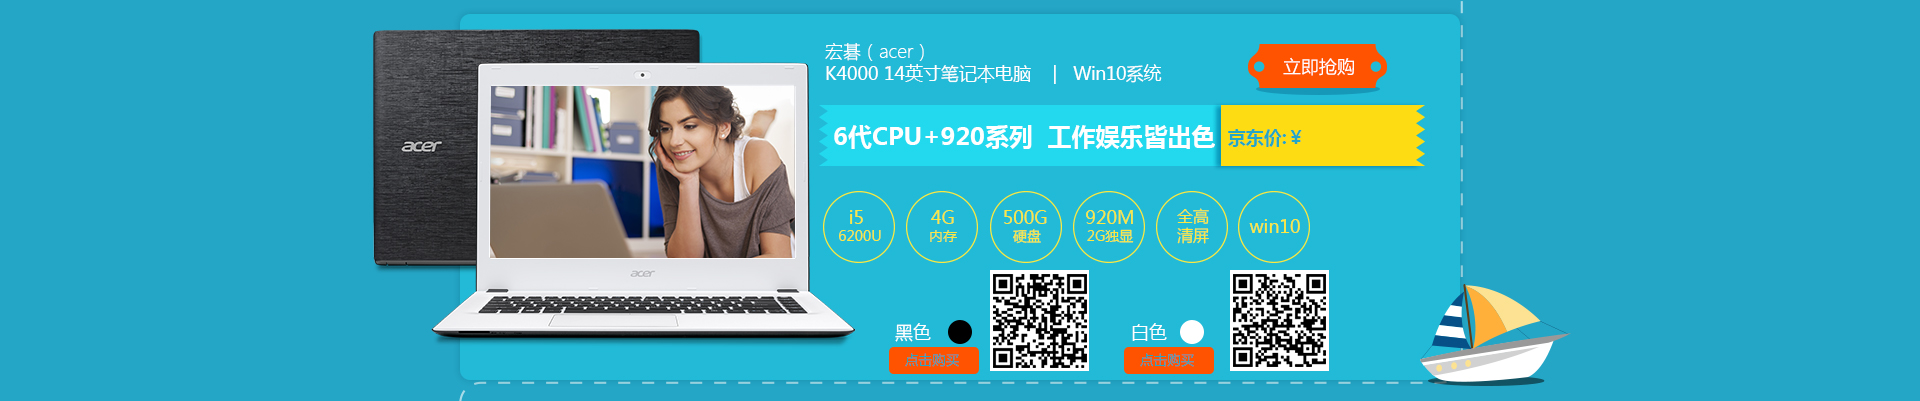 acer
acer
宏碁（acer）
K4000 14英寸笔记本电脑 | Win10系统
立即抢购
6代CPU+920系列 工作娱乐皆出色
京东价:￥
i5
6200U
4G
内存
500G
硬盘
920M
2G独显
全高
清屏
win10
黑色
点击购买
白色
点击购买